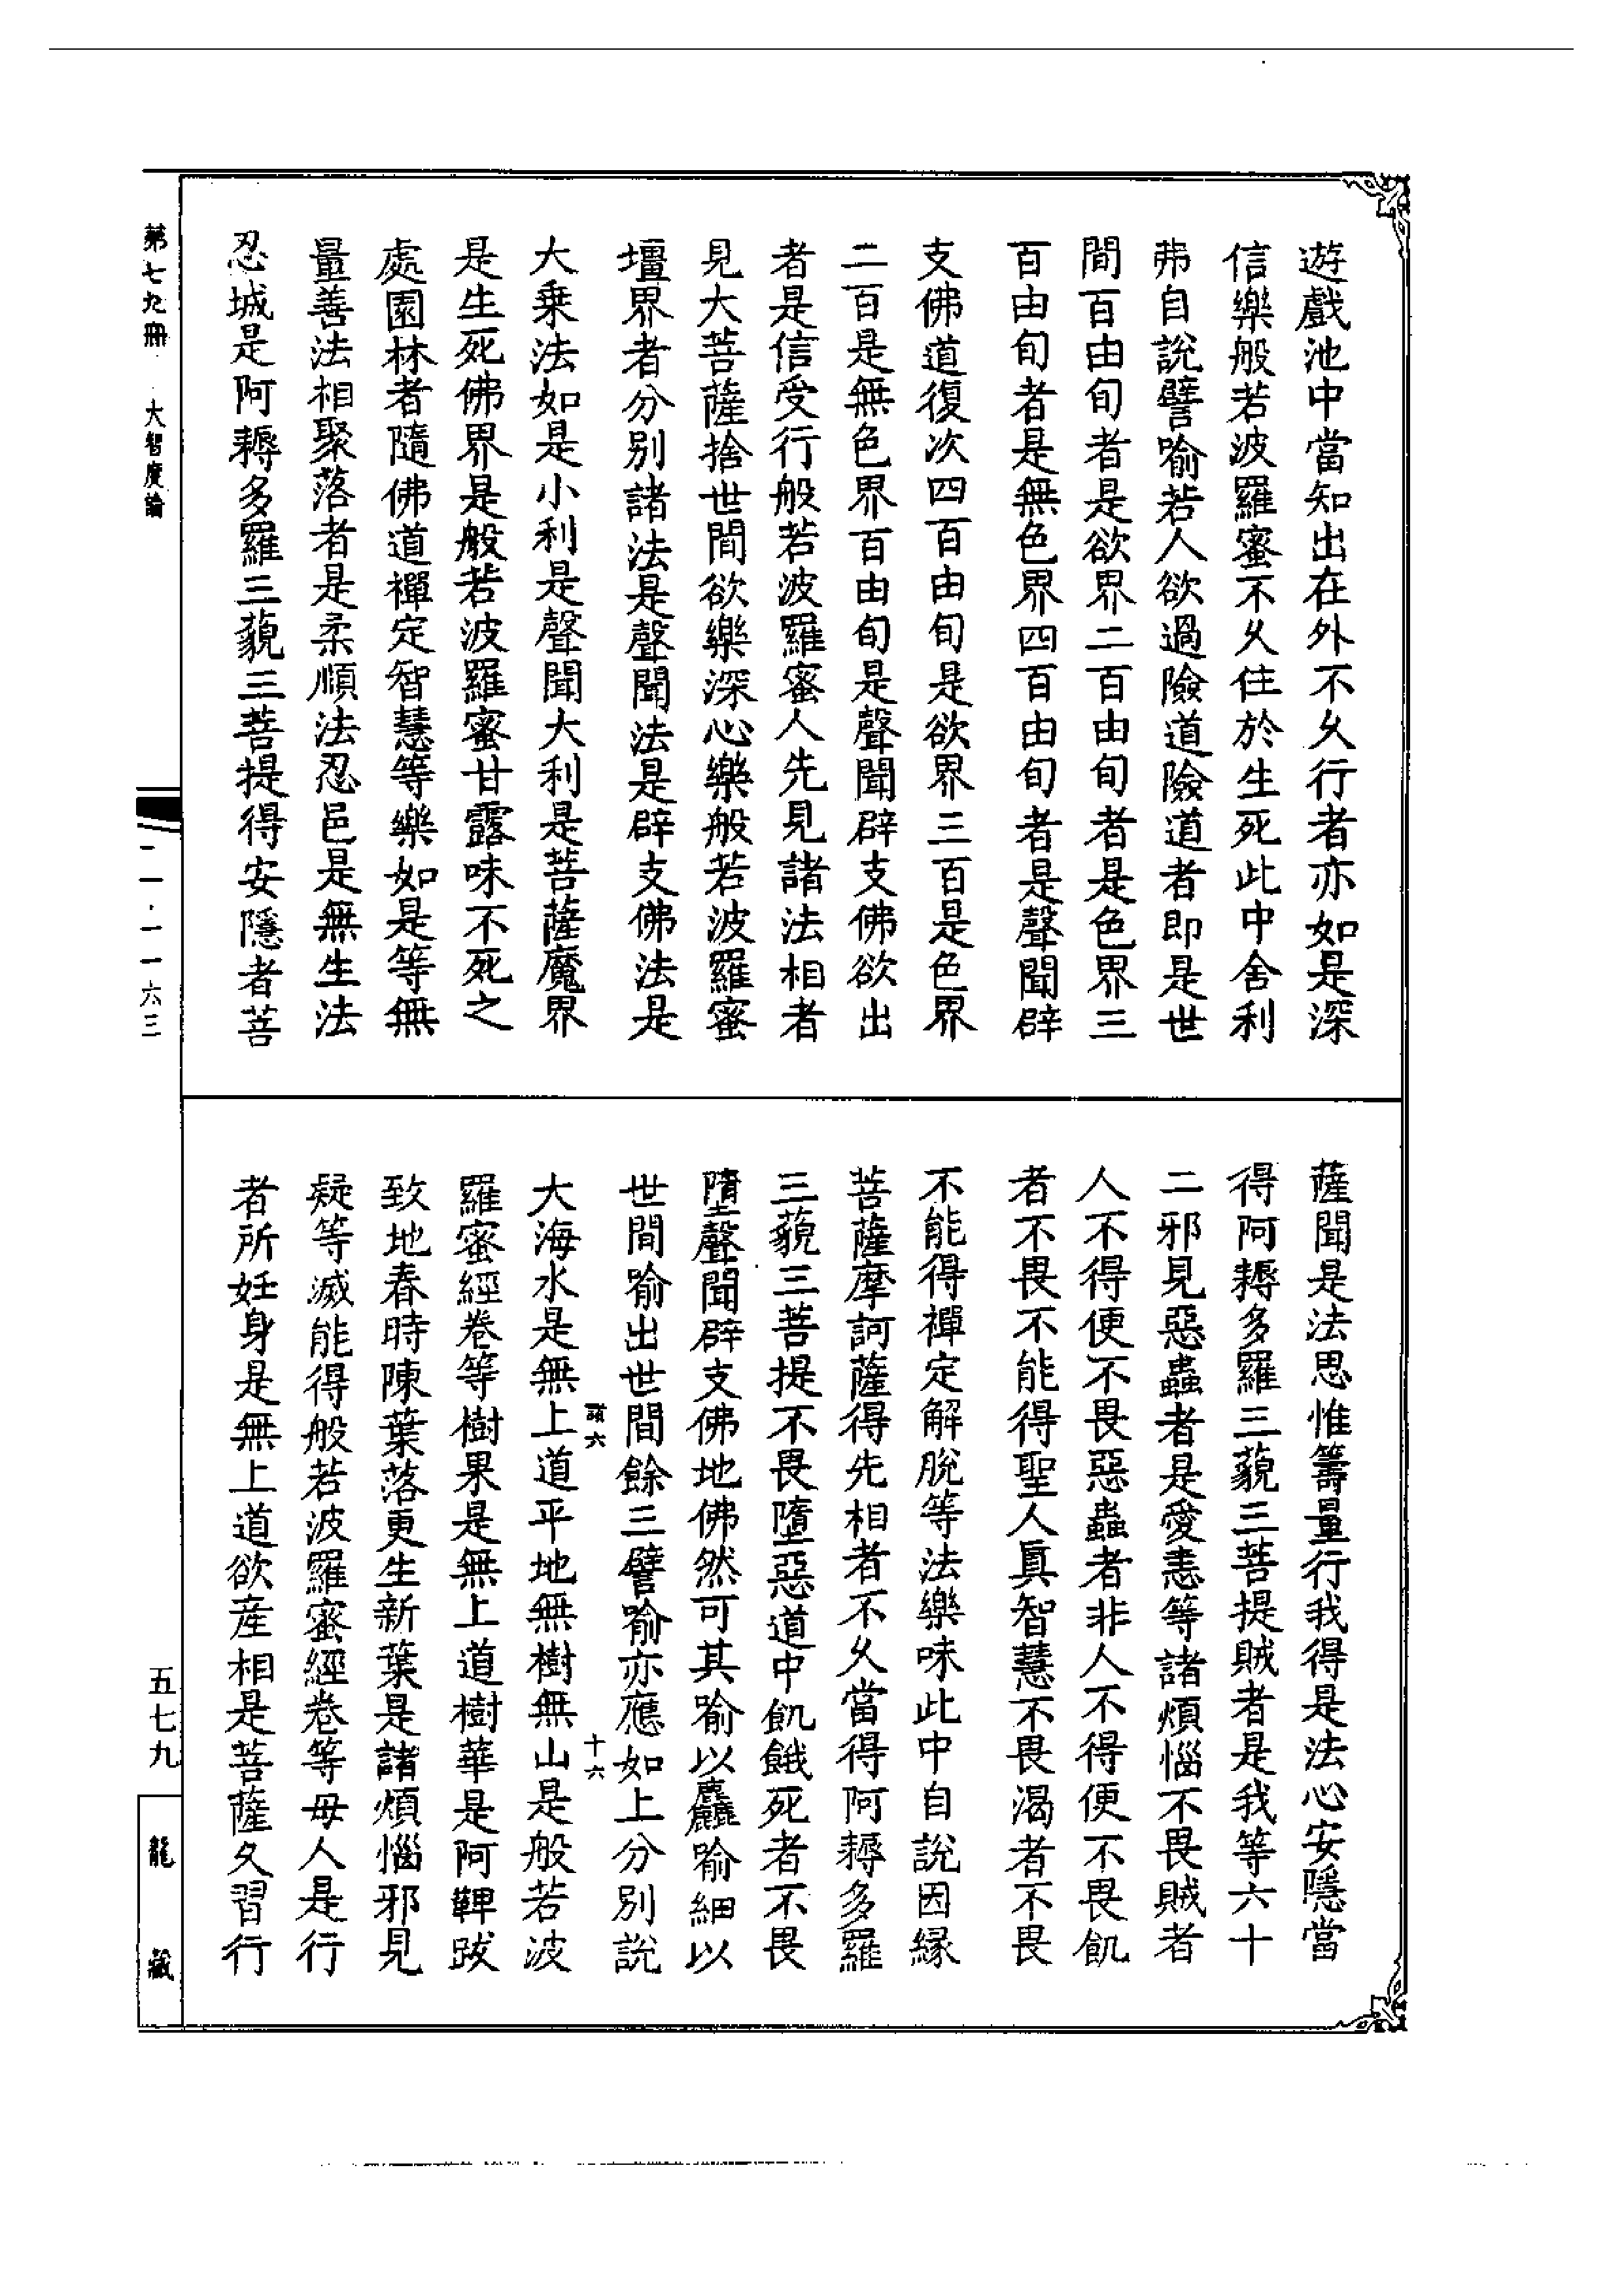 遊戲池中當知出在外不久行者亦如是深
信樂般若波羅蜜不久住於生死此中舍利
弗自說譬喻若人欲過險道險道者即是世
間百由旬者是欲界二百由旬者是色界三
百由旬者是無色界四百由旬者是聲聞辟
支佛道復次四百由旬是欲界三百是色界
二百是無色界百由旬是聲聞辟支佛欲出
者是信受行般若波羅蜜人先見諸法相者
見大菩薩捨世間欲樂深心樂般若波羅蜜
壃界者分別諸法是聲聞法是辟支佛法是
大乗法如是小利是聲聞大利是菩薩魔界
是生死佛界是般若波羅蜜甘露味不死之
處園林者隨佛道禪定智慧等樂如是等無
量善法相聚落者是柔順法忍邑是無生法
忍城是阿耨多羅三藐三菩提得安隱者菩
薩聞是法思惟籌量行我得是法心安隱當
得阿耨多羅三藐三菩提賊者是我等六十
二邪見惡蟲者是愛恚等諸煩惱不畏賊者
人不得便不畏惡蟲者非人不得便不畏飢
者不畏不能得聖人真智慧不畏渴者不畏
不能得禪定解脫等法樂味此中自說因緣
菩薩摩訶薩得先相者不久當得阿耨多羅
三藐三菩提不畏墮惡道中飢餓死者不畏
墮聲聞辟支佛地佛然可其喻以麤喻細以
世間喻出世間餘三譬喻亦應如上分別說
頭六
十六
大海水是無上道平地無樹無山是般若波
羅蜜經卷等樹果是無上道樹華是阿鞞跋
致地春時陳葉落更生新葉是諸煩惱邪見
疑等滅能得般若波羅蜜經卷等母人是行
者所妊身是無上道欲產相是菩薩久習行
第七九冊
大智度論
二一·一一六三
五七九
龍藏